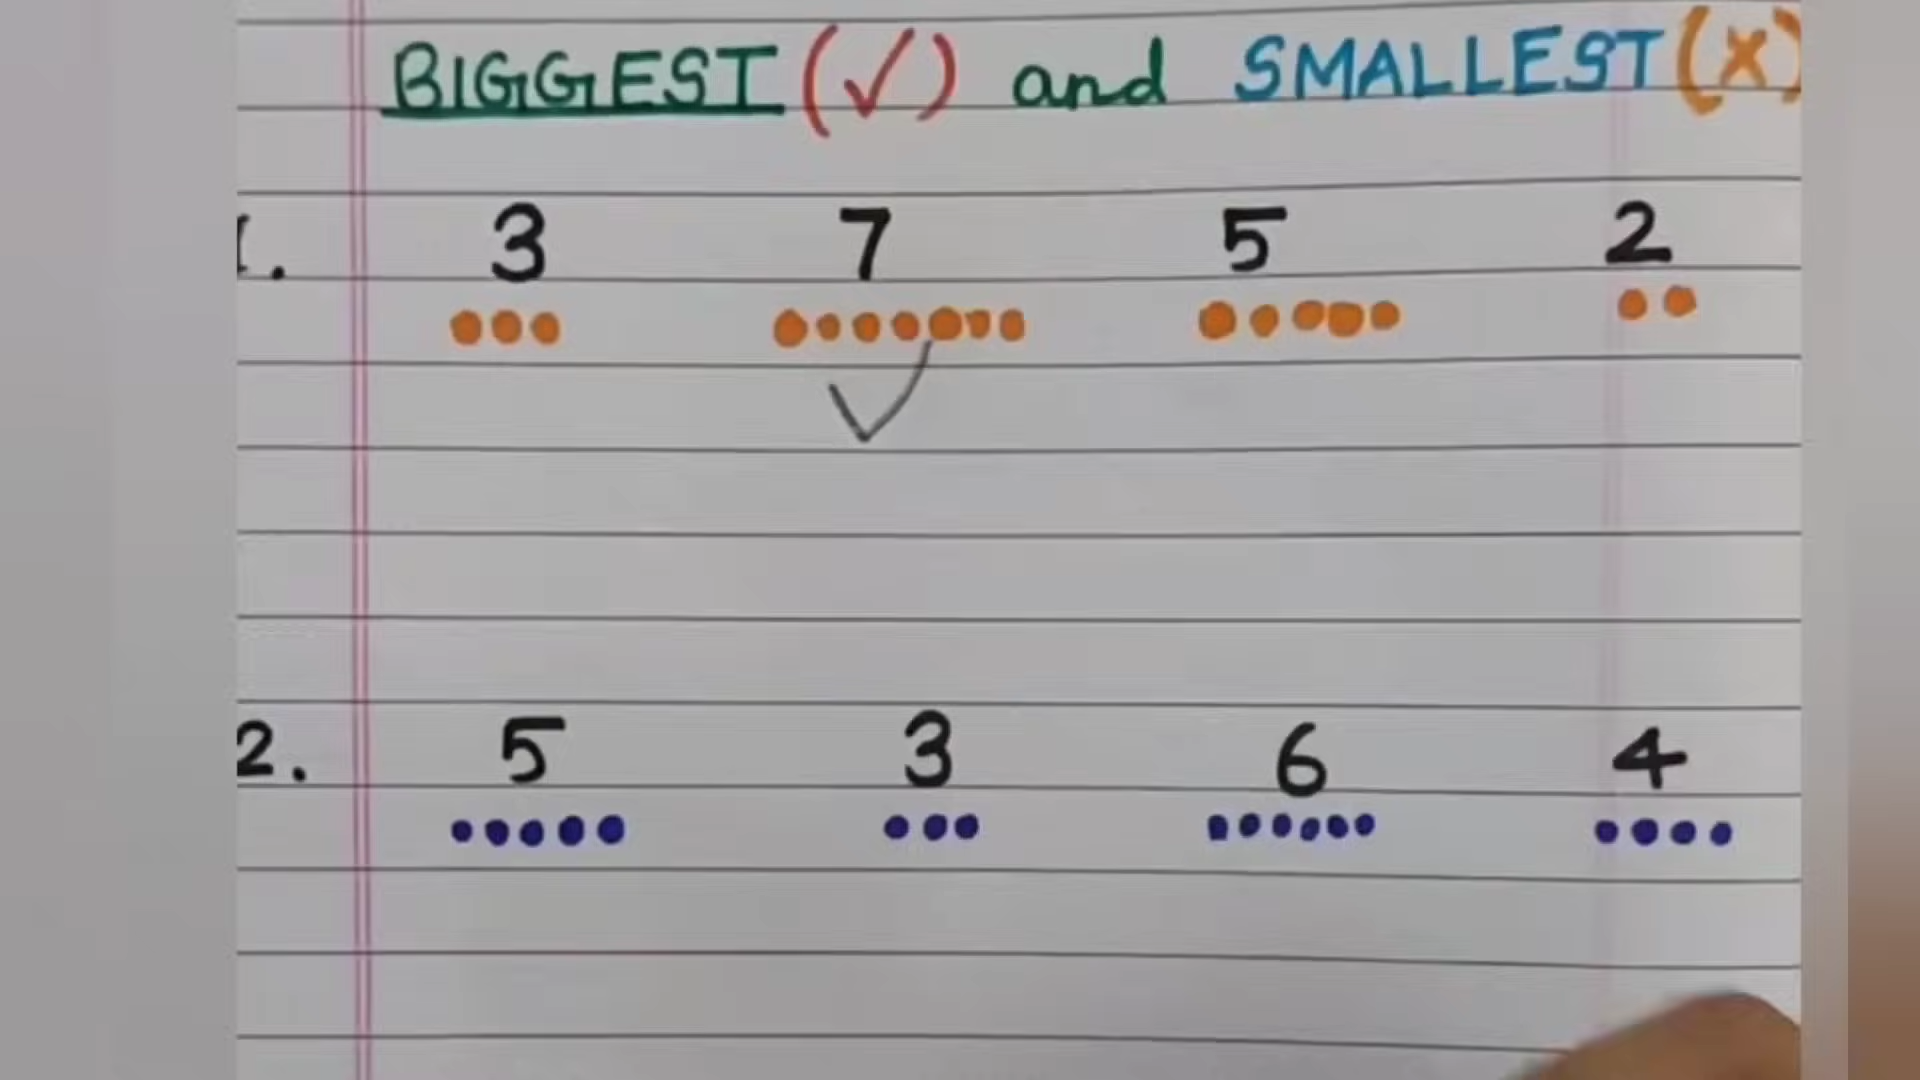 BIGGEST (✓) and SMALLEST (x)
1. 3 7 5 2
✓
2. 5 3 6 4